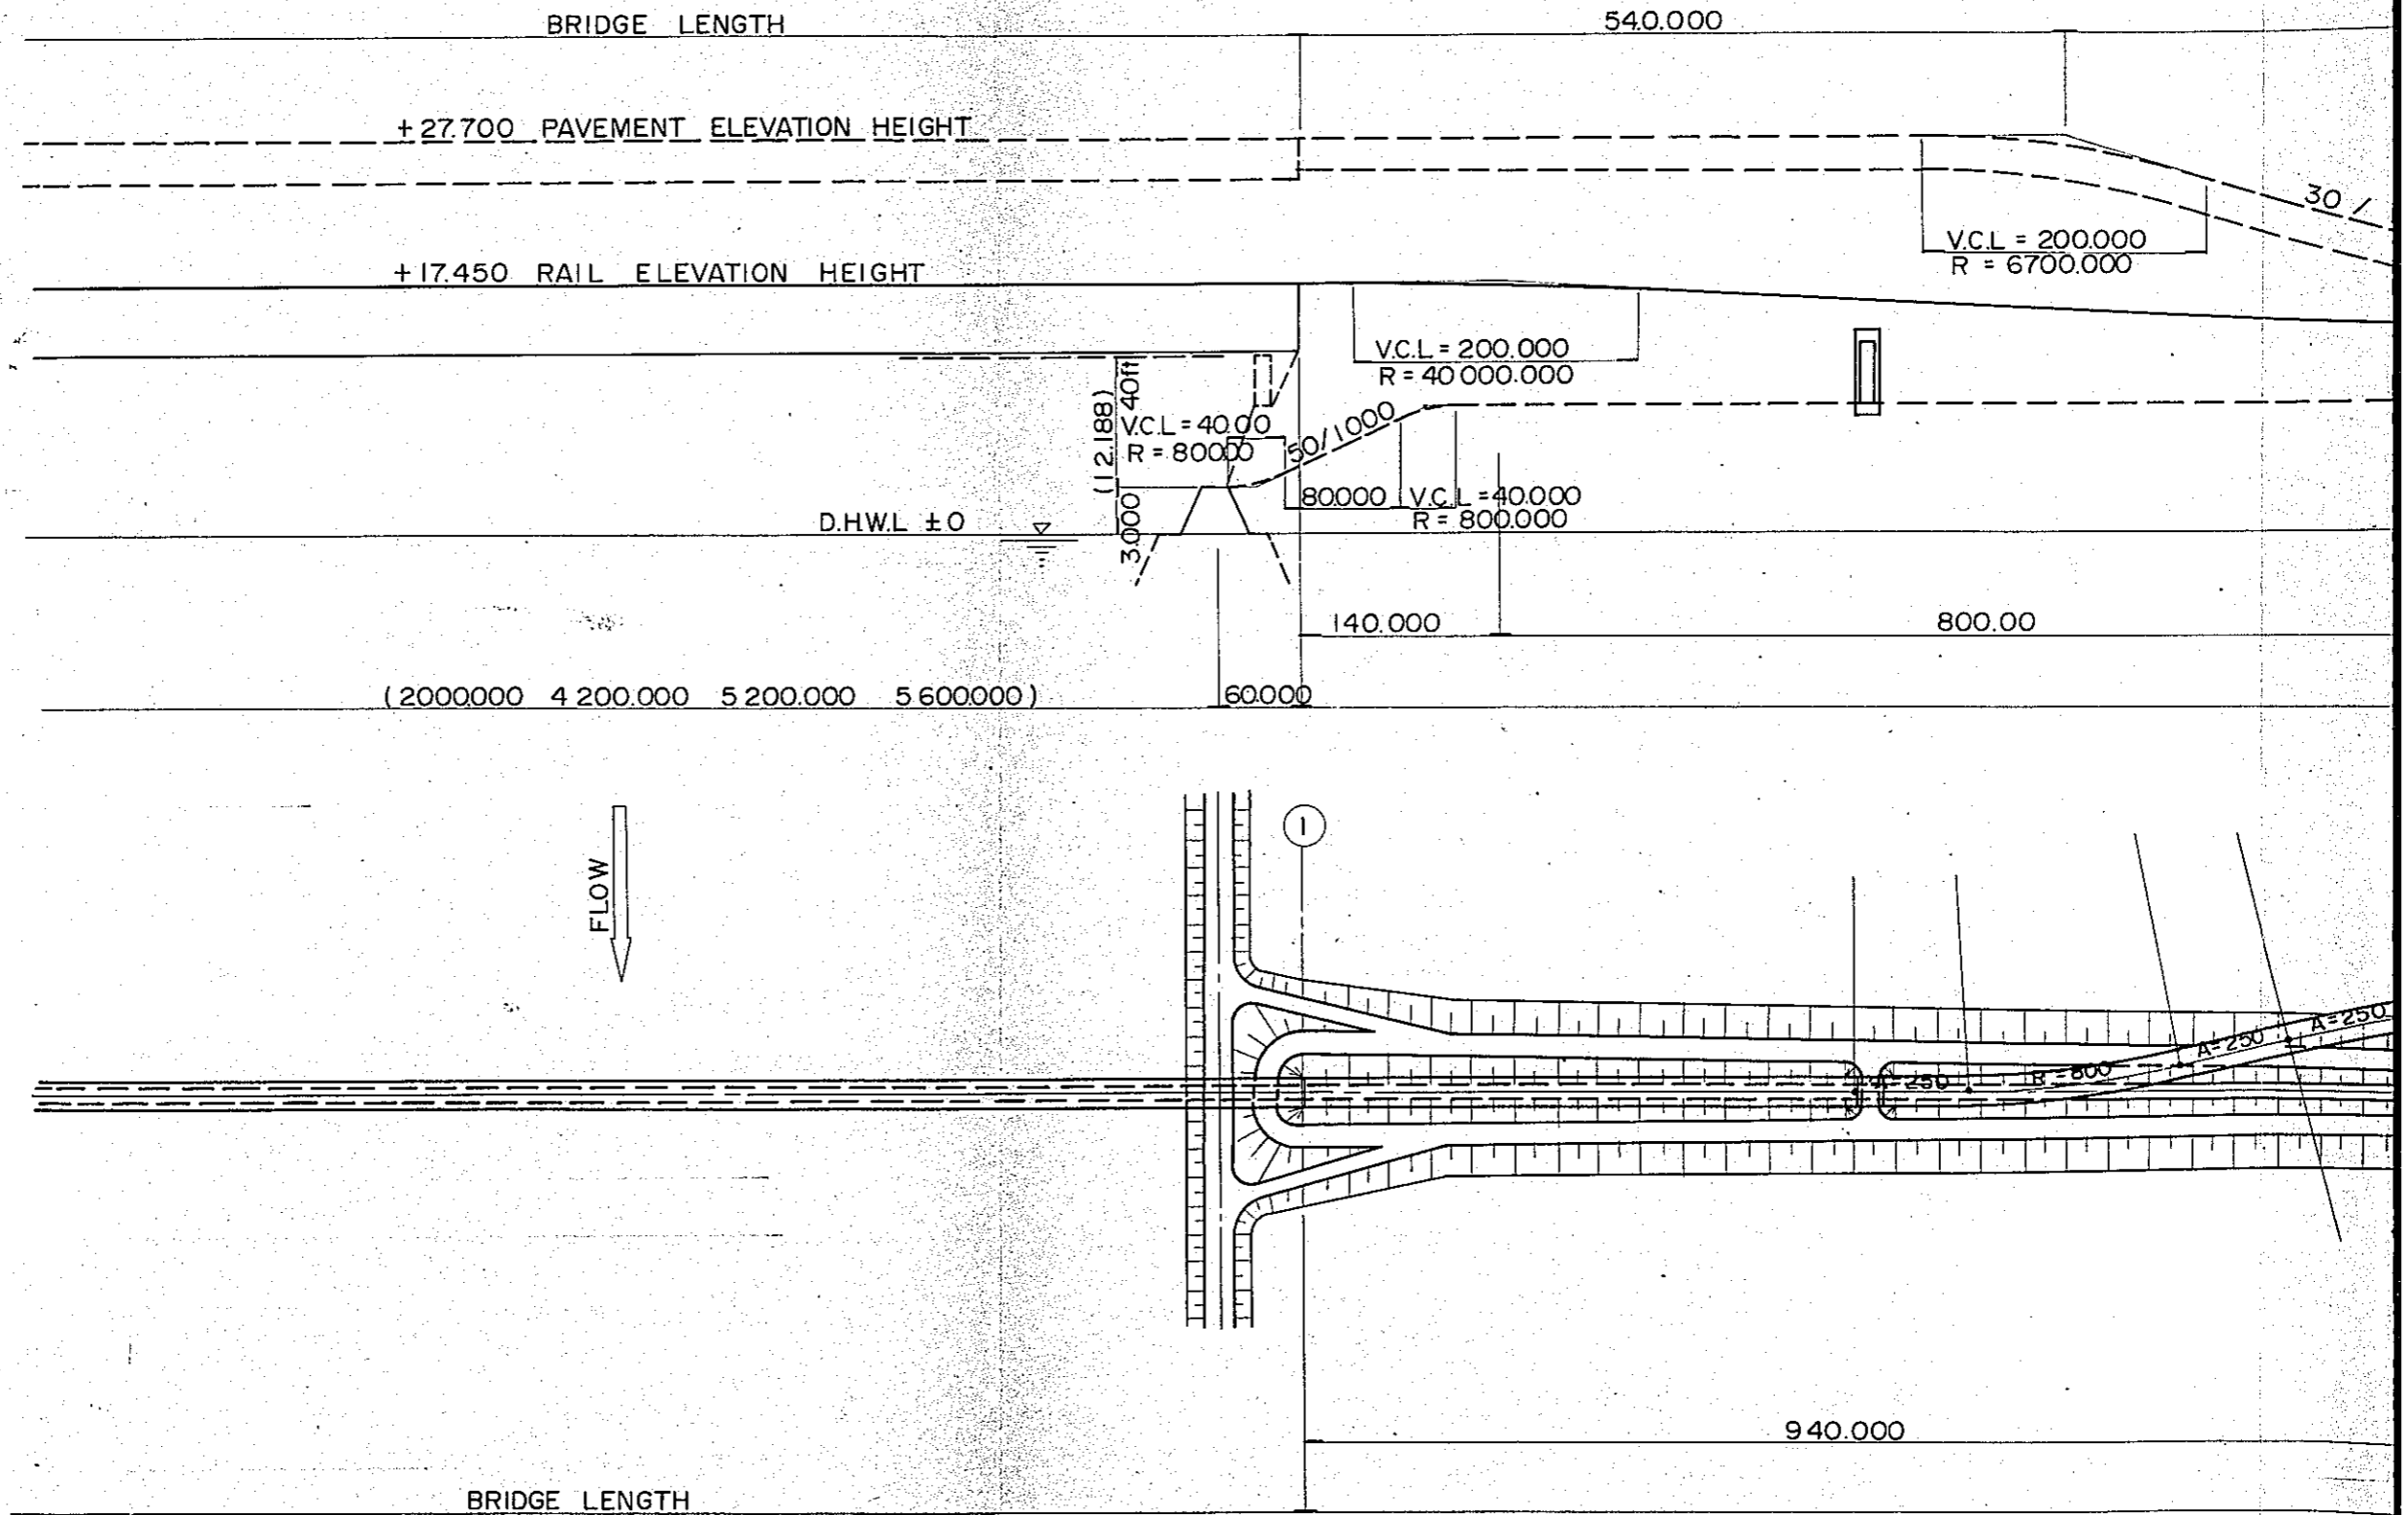 BRIDGE LENGTH
540.000
+27.700 PAVEMENT ELEVATION HEIGHT
30 /
V.C.L = 200.000
R = 6700.000
+17.450 RAIL ELEVATION HEIGHT
V.C.L = 200.000
R = 40 000.000
40ft
(12.188)
V.C.L = 40.00
R = 800.00
50/1000
80.000
V.C.L = 40.000
R = 800.000
D.H.W.L ±0
3.000
140.000
800.00
(2000.000 4 200.000 5 200.000 5 600.000)
60.000
1
FLOW
A=250
A=250
R = 800
250
940.000
BRIDGE LENGTH